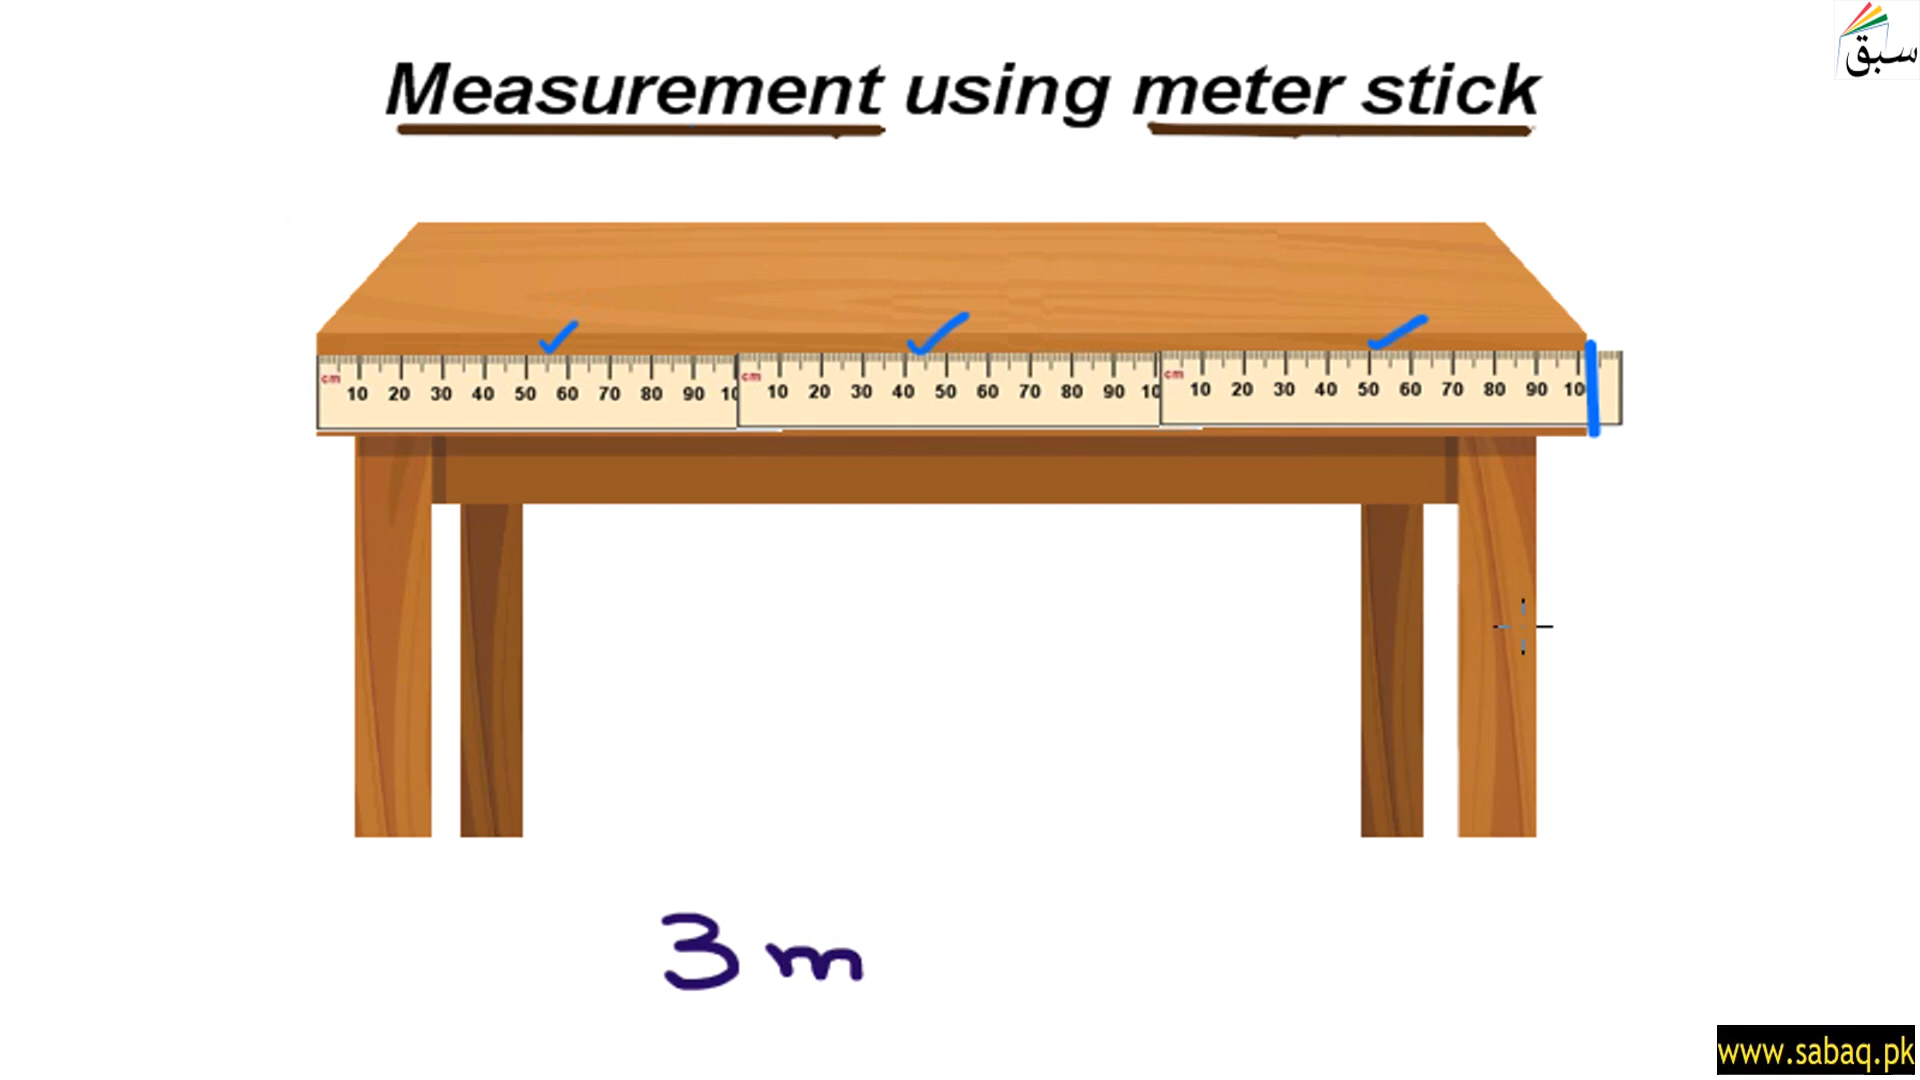 سبق
Measurement using meter stick
cm 10 20 30 40 50 60 70 80 90 10 cm 10 20 30 40 50 60 70 80 90 10 cm 10 20 30 40 50 60 70 80 90 10
3 m
www.sabaq.pk